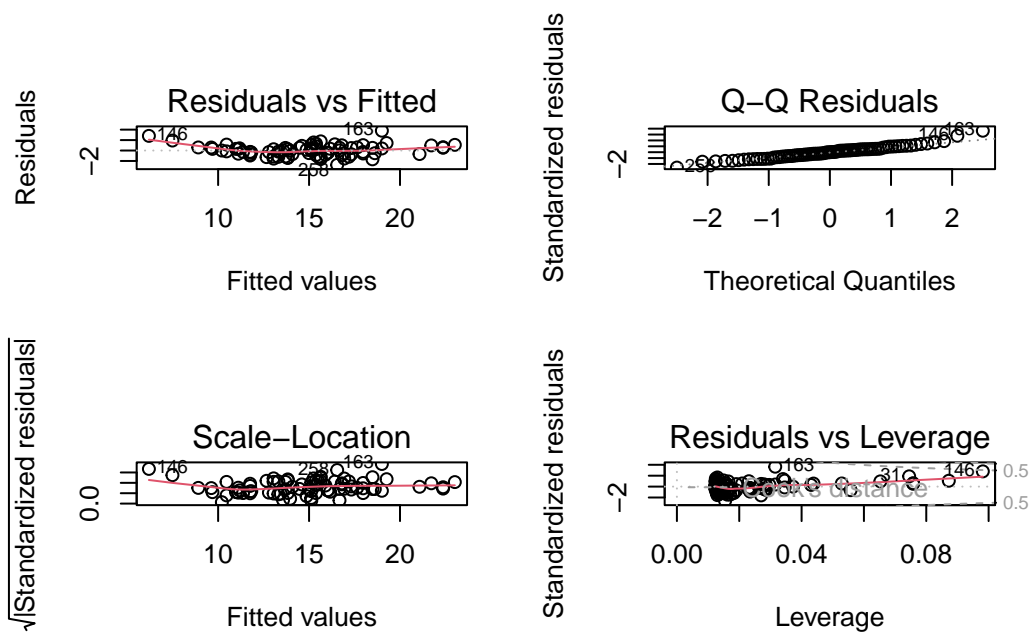 Residuals vs Fitted
Residuals
−2
146
163
258
10 15 20
Fitted values
Q−Q Residuals
Standardized residuals
−2
258
146
163
−2 −1 0 1 2
Theoretical Quantiles
Scale−Location
√|Standardized residuals|
0.0
146
258
163
10 15 20
Fitted values
Residuals vs Leverage
Standardized residuals
−2
163
31
146
Cook's distance
0.5
0.5
0.00 0.04 0.08
Leverage